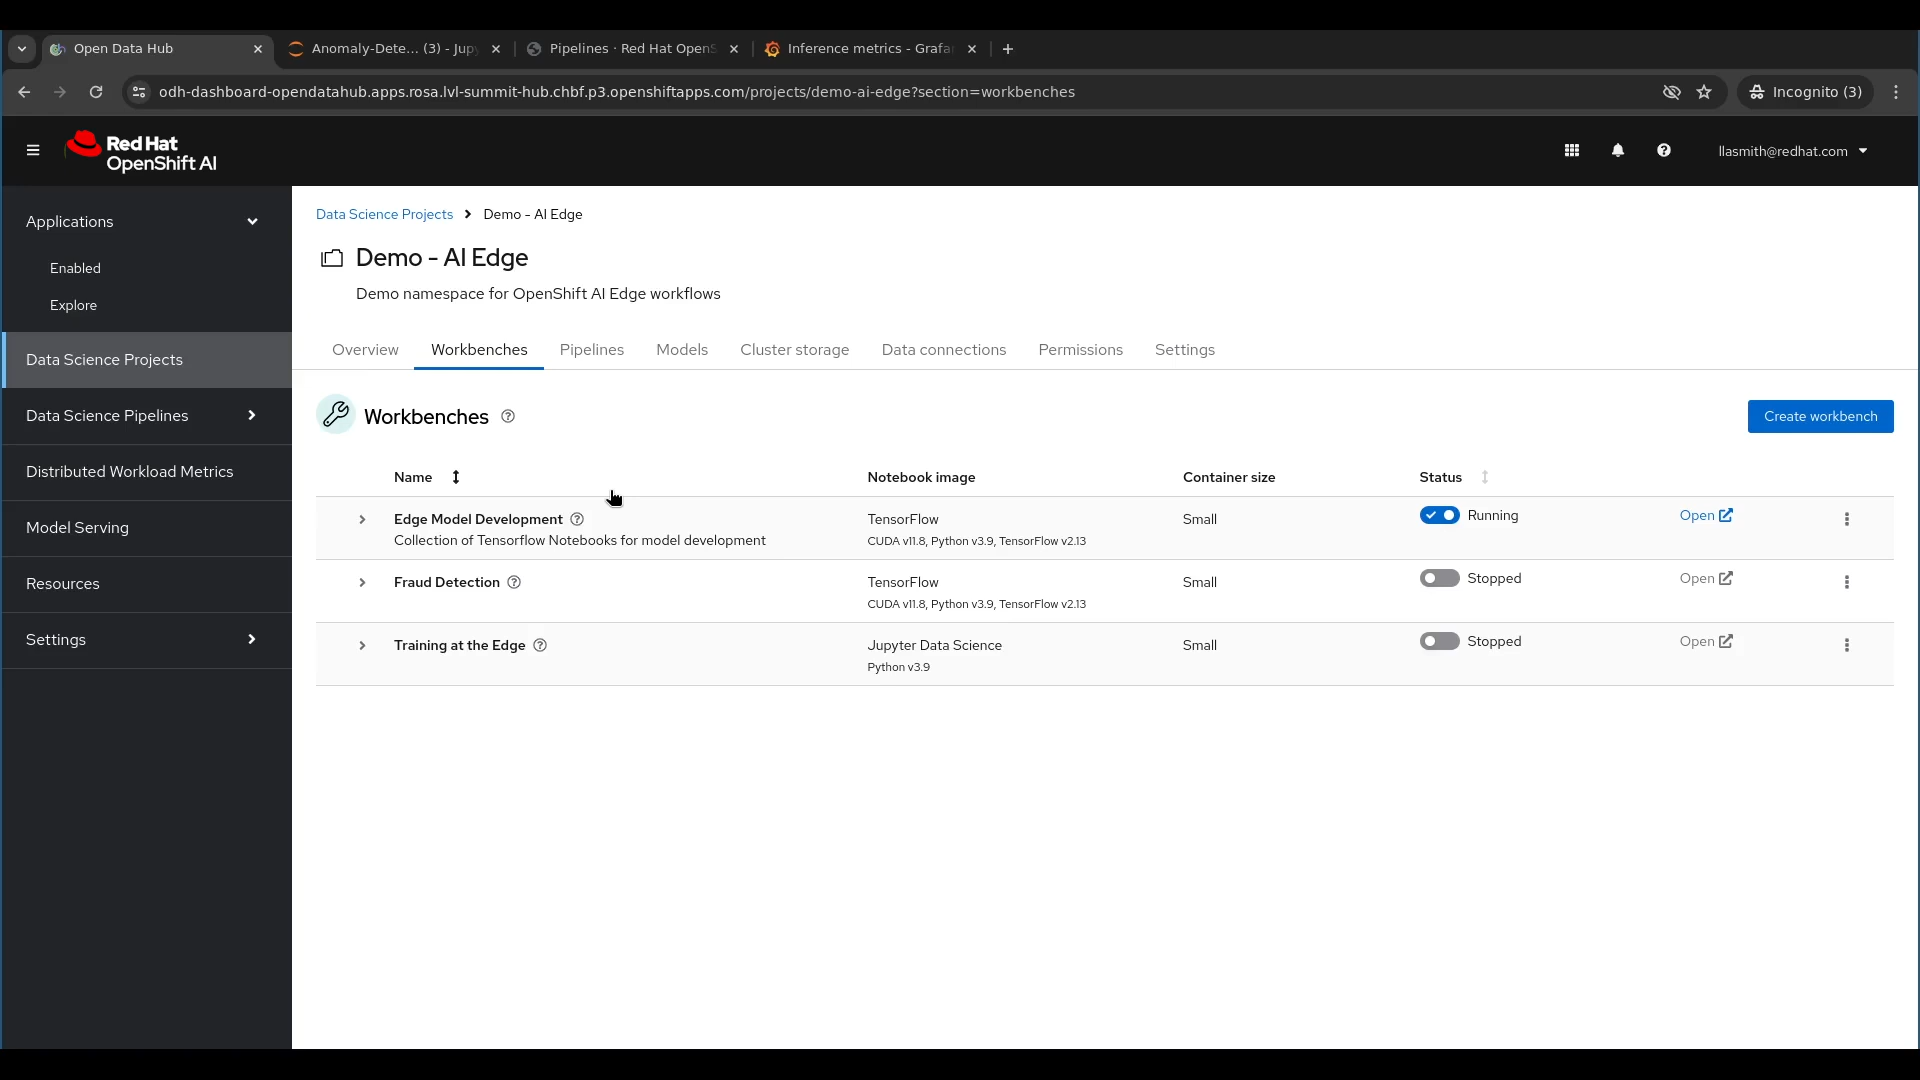 Open Data Hub
Anomaly-Dete... (3) - Jup
Pipelines · Red Hat OpenS
Inference metrics - Grafa
odh-dashboard-opendatahub.apps.rosa.lvl-summit-hub.chbf.p3.openshiftapps.com/projects/demo-ai-edge?section=workbenches
Incognito (3)
Red Hat
OpenShift AI
llasmith@redhat.com
Applications
Enabled
Explore
Data Science Projects
Data Science Pipelines
Distributed Workload Metrics
Model Serving
Resources
Settings
Data Science Projects > Demo - AI Edge
Demo - AI Edge
Demo namespace for OpenShift AI Edge workflows
Overview Workbenches Pipelines Models Cluster storage Data connections Permissions Settings
Workbenches
Create workbench
Name Notebook image Container size Status
Edge Model Development TensorFlow Small Running Open
Collection of Tensorflow Notebooks for model development CUDA v11.8, Python v3.9, TensorFlow v2.13
Fraud Detection TensorFlow Small Stopped Open
CUDA v11.8, Python v3.9, TensorFlow v2.13
Training at the Edge Jupyter Data Science Small Stopped Open
Python v3.9